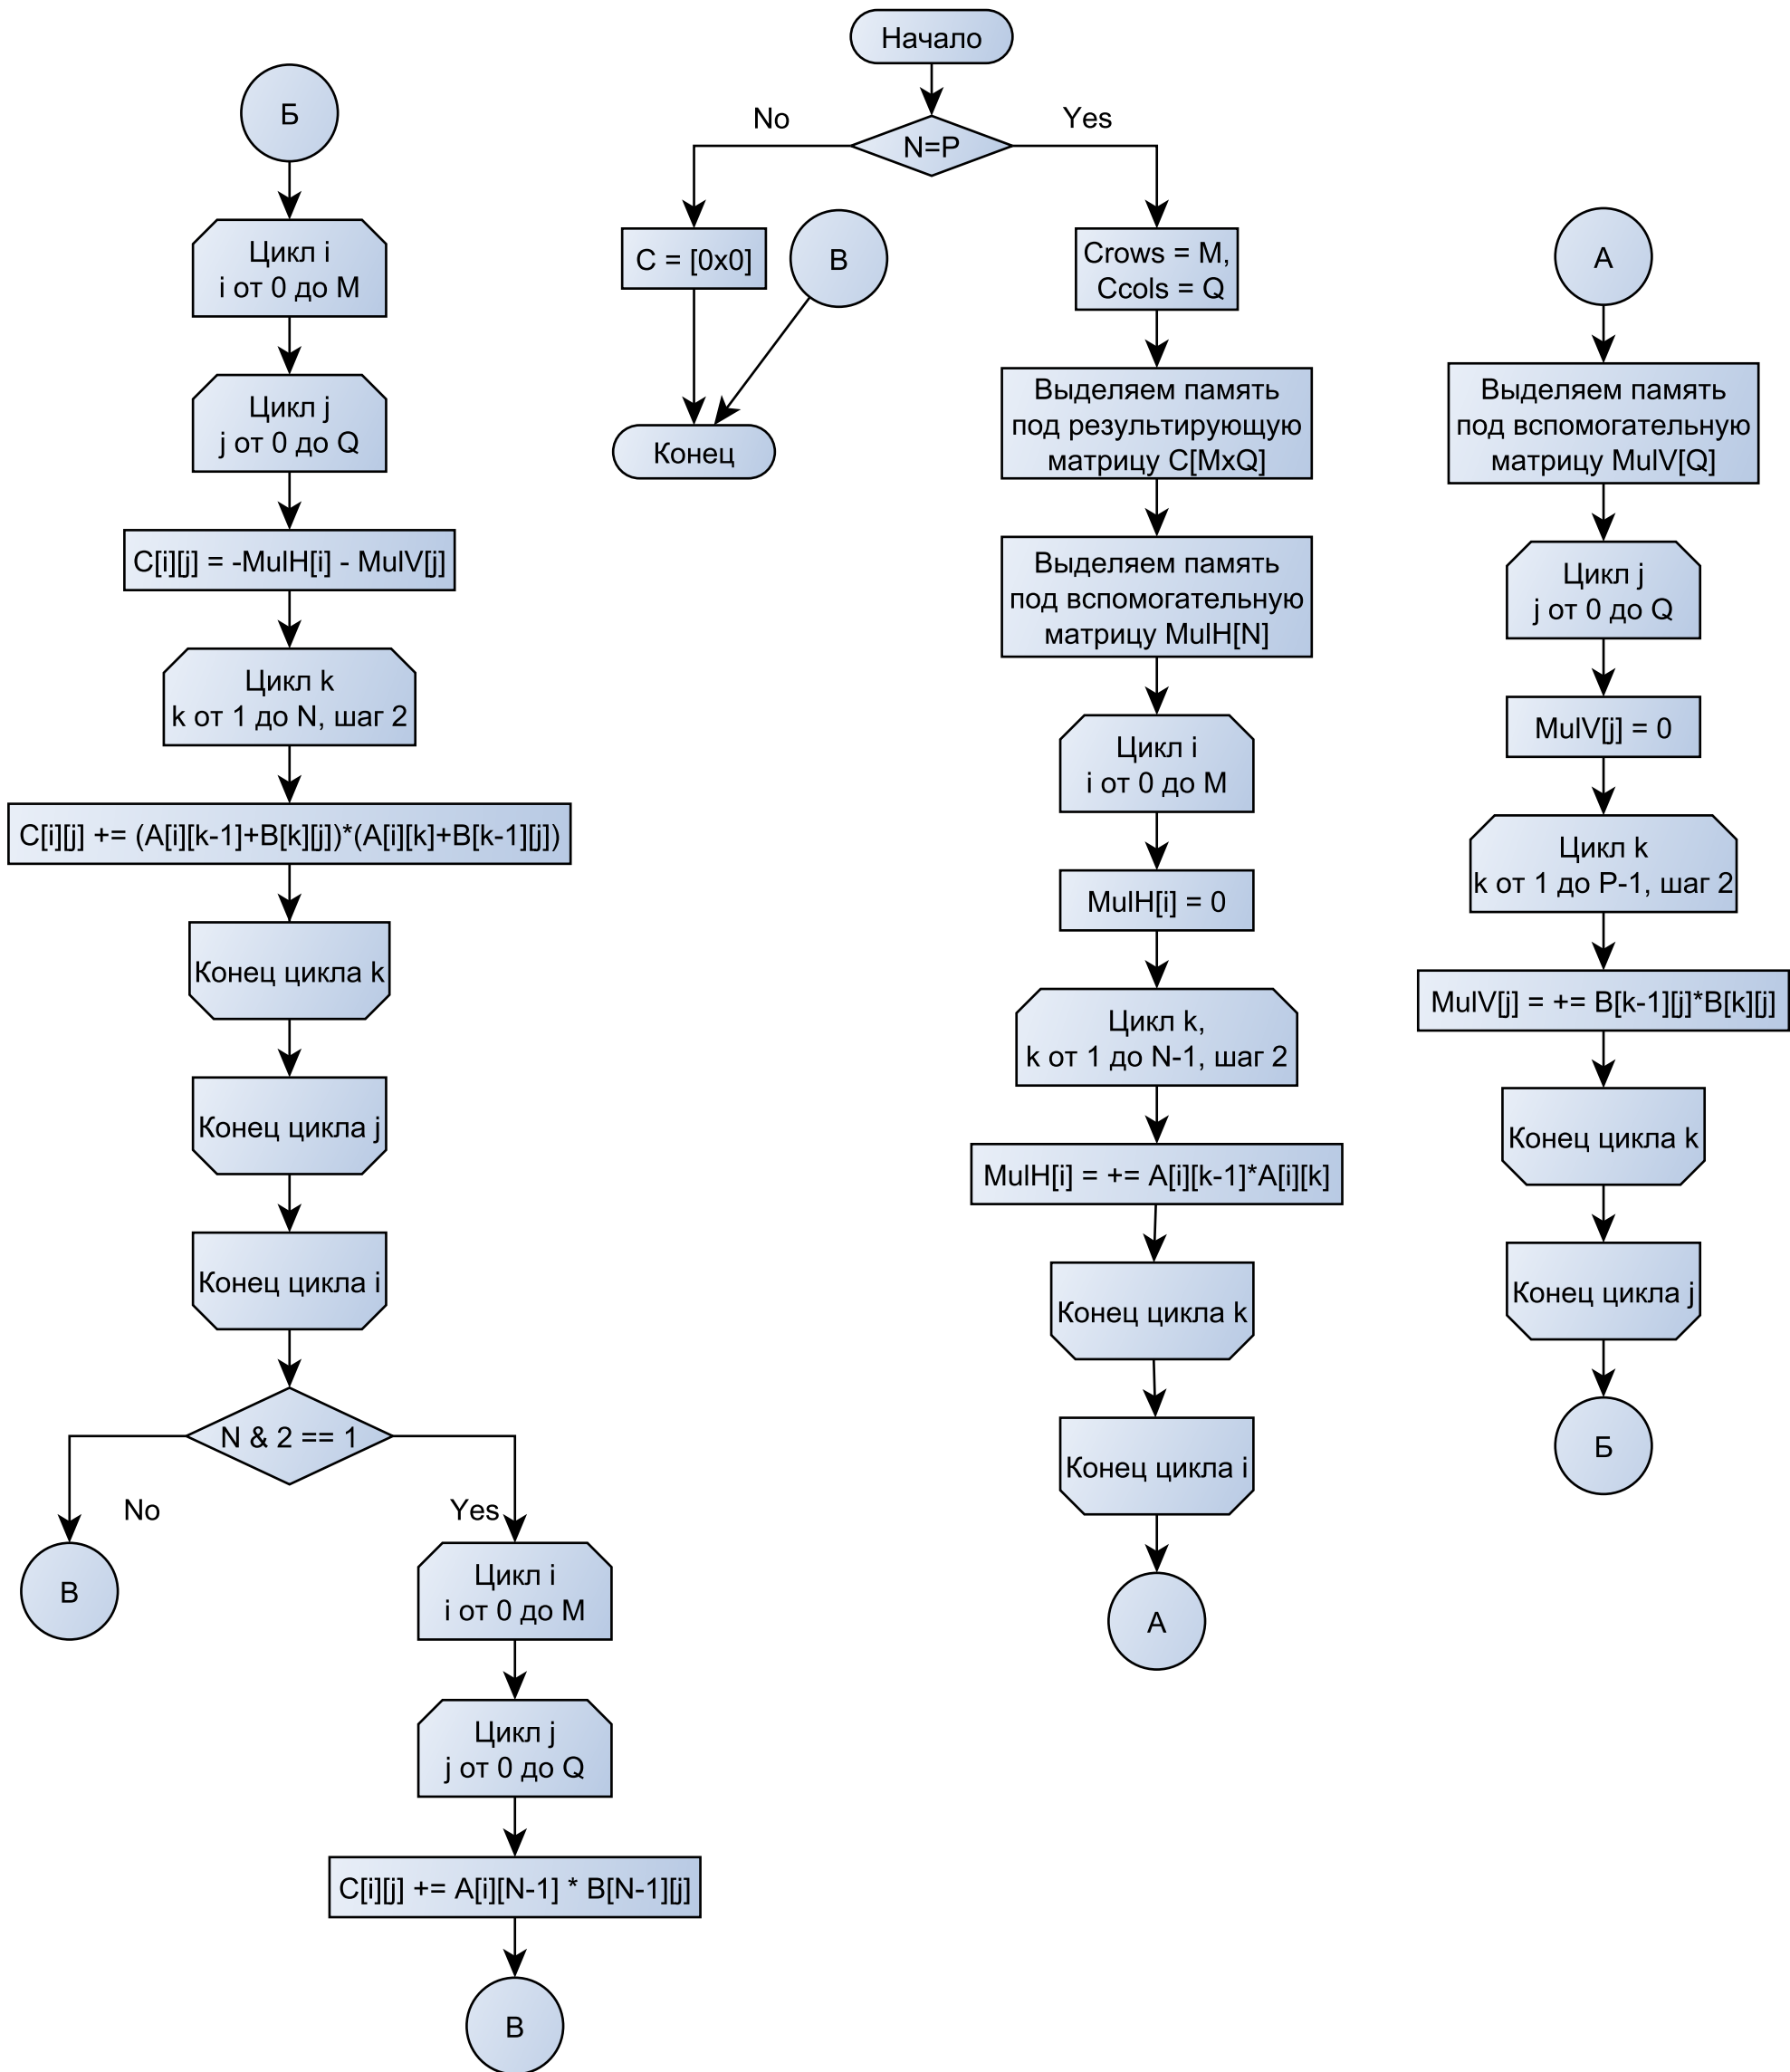 Начало
No
Yes
N=P
C = [0x0]
В
Конец
Crows = M,
Ccols = Q
Выделяем память
под результирующую
матрицу C[MxQ]
Выделяем память
под вспомогательную
матрицу MulH[N]
Цикл i
i от 0 до M
MulH[i] = 0
Цикл k,
k от 1 до N-1, шаг 2
MulH[i] = += A[i][k-1]*A[i][k]
Конец цикла k
Конец цикла i
А
А
Выделяем память
под вспомогательную
матрицу MulV[Q]
Цикл j
j от 0 до Q
MulV[j] = 0
Цикл k
k от 1 до P-1, шаг 2
MulV[j] = += B[k-1][j]*B[k][j]
Конец цикла k
Конец цикла j
Б
Б
Цикл i
i от 0 до M
Цикл j
j от 0 до Q
C[i][j] = -MulH[i] - MulV[j]
Цикл k
k от 1 до N, шаг 2
C[i][j] += (A[i][k-1]+B[k][j])*(A[i][k]+B[k-1][j])
Конец цикла k
Конец цикла j
Конец цикла i
N & 2 == 1
No
Yes
В
Цикл i
i от 0 до M
Цикл j
j от 0 до Q
C[i][j] += A[i][N-1] * B[N-1][j]
В